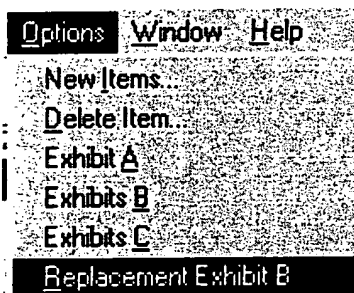 Options Window Help
New Items...
Delete Item...
Exhibit A
Exhibits B
Exhibits C
Replacement Exhibit B